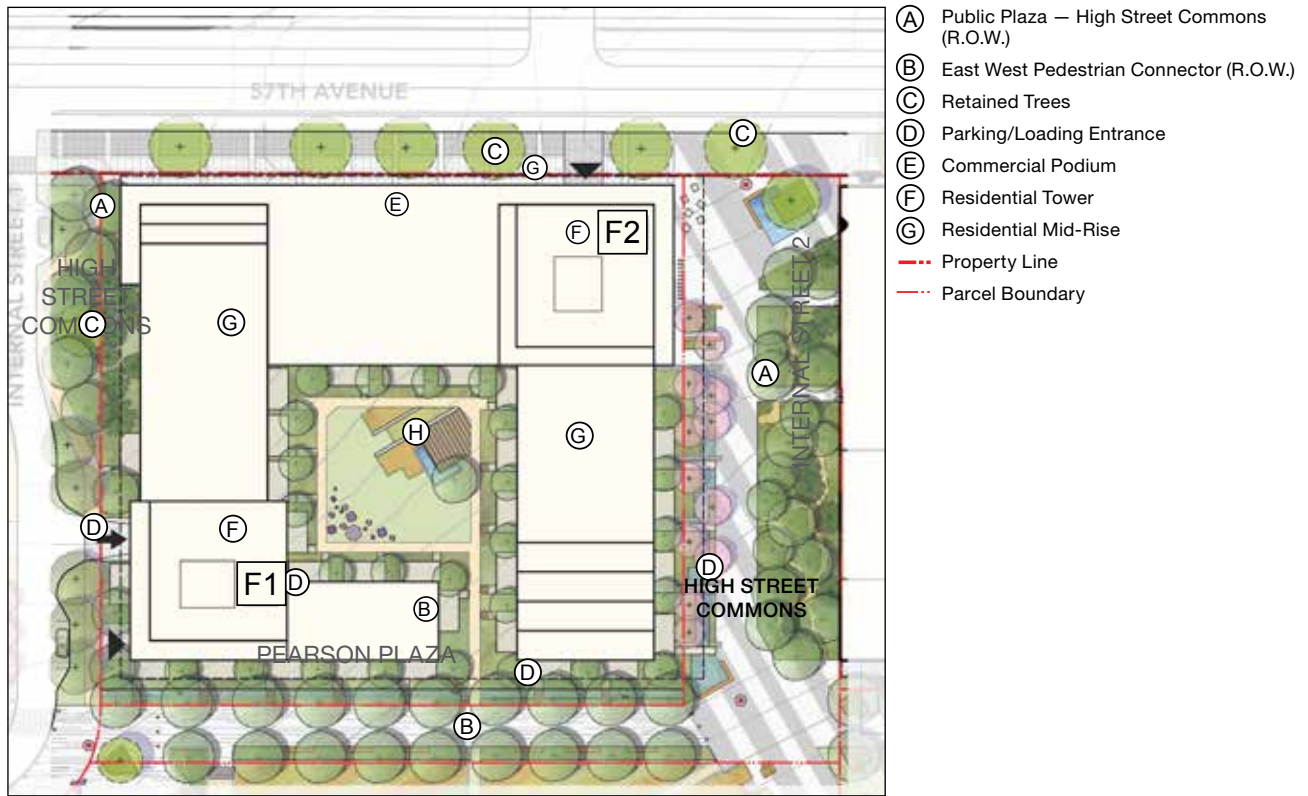 57TH AVENUE
C
C
G
A
E
F
F2
HIGH
STREET
COMMONS
INTERNAL STREET
C
G
INTERNAL STREET 2
A
H
G
D
F
F1
D
B
D
HIGH STREET
COMMONS
PEARSON PLAZA
D
B
A Public Plaza — High Street Commons
(R.O.W.)
B East West Pedestrian Connector (R.O.W.)
C Retained Trees
D Parking/Loading Entrance
E Commercial Podium
F Residential Tower
G Residential Mid-Rise
Property Line
Parcel Boundary